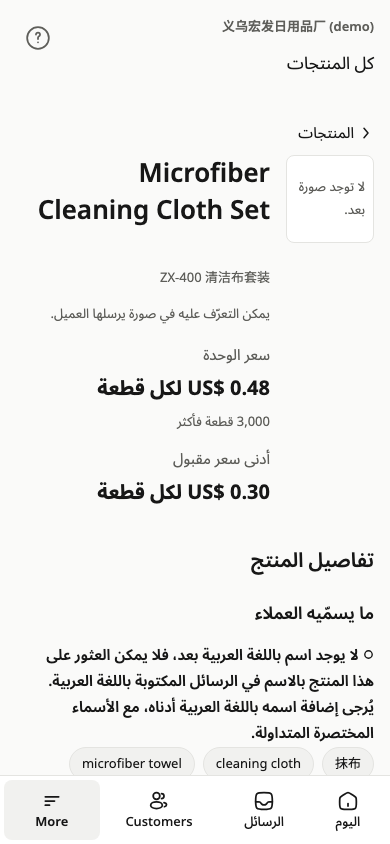 义乌宏发日用品厂 (demo)
كل المنتجات
المنتجات
لا توجد صورة
بعد.
Microfiber
Cleaning Cloth Set
ZX-400 清洁布套装
يمكن التعرّف عليه في صورة يرسلها العميل.
سعر الوحدة
US$ 0.48 لكل قطعة
3,000 قطعة فأكثر
أدنى سعر مقبول
US$ 0.30 لكل قطعة
تفاصيل المنتج
ما يسمّيه العملاء
لا يوجد اسم باللغة العربية بعد، فلا يمكن العثور على
هذا المنتج بالاسم في الرسائل المكتوبة باللغة العربية.
يُرجى إضافة اسمه باللغة العربية أدناه، مع الأسماء
المختصرة المتداولة.
抹布 cleaning cloth microfiber towel
اليوم الرسائل Customers More